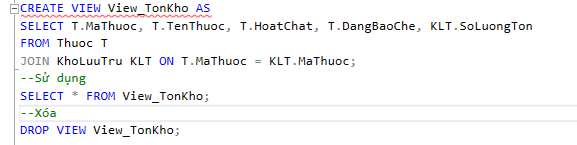 CREATE VIEW View_TonKho AS
SELECT T.MaThuoc, T.TenThuoc, T.HoatChat, T.DangBaoChe, KLT.SoLuongTon
FROM Thuoc T
JOIN KhoLuuTru KLT ON T.MaThuoc = KLT.MaThuoc;
--Sử dụng
SELECT * FROM View_TonKho;
--Xóa
DROP VIEW View_TonKho;